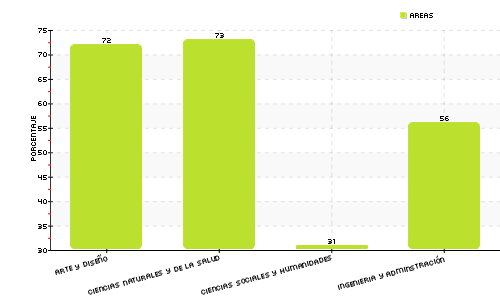 AREAS
75
70
65
60
55
50
45
40
35
30
PORCENTAJE
72
73
31
56
ARTE Y DISEÑO
CIENCIAS NATURALES Y DE LA SALUD
CIENCIAS SOCIALES Y HUMANIDADES
INGENIERIA Y ADMINSTRACIÓN